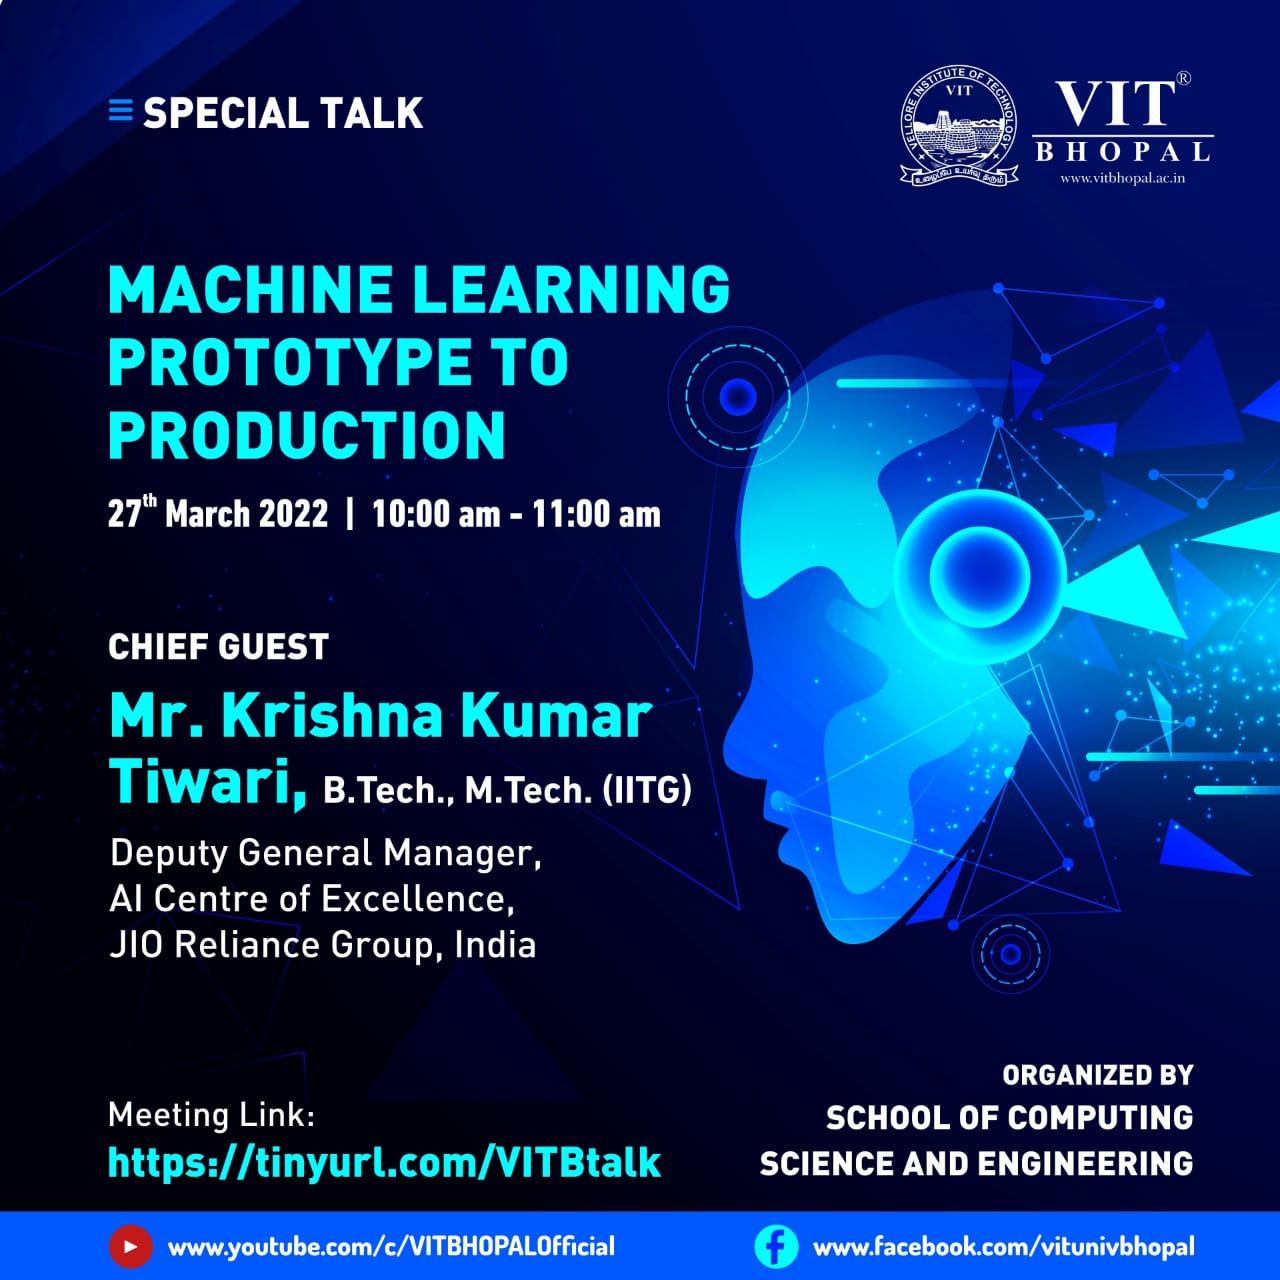 SPECIAL TALK
VELLORE INSTITUTE OF TECHNOLOGY
VIT
உழைப்பே உயர்வு தரும்
VIT®
BHOPAL
www.vitbhopal.ac.in
MACHINE LEARNING
PROTOTYPE TO
PRODUCTION
27th March 2022 | 10:00 am - 11:00 am
CHIEF GUEST
Mr. Krishna Kumar
Tiwari, B.Tech., M.Tech. (IITG)
Deputy General Manager,
AI Centre of Excellence,
JIO Reliance Group, India
Meeting Link:
https://tinyurl.com/VITBtalk
ORGANIZED BY
SCHOOL OF COMPUTING
SCIENCE AND ENGINEERING
www.youtube.com/c/VITBHOPALOfficial
www.facebook.com/vitunivbhopal